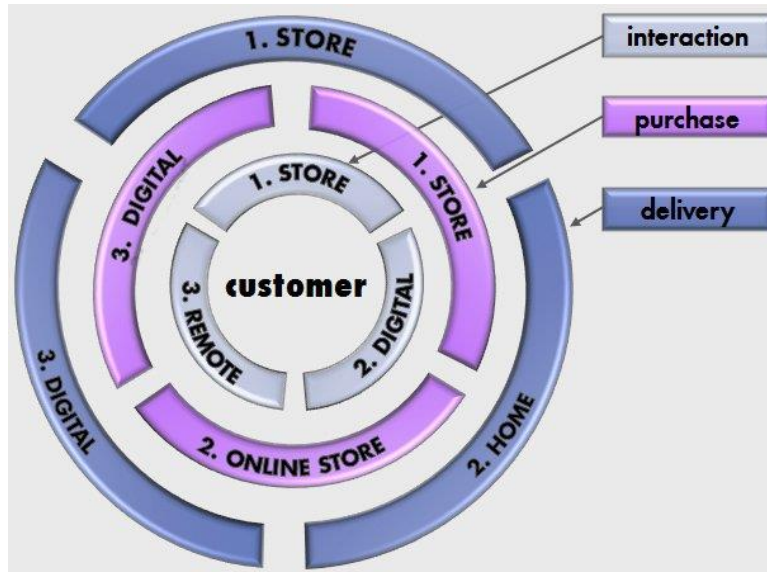 1. STORE
interaction
purchase
delivery
3. DIGITAL
1. STORE
1. STORE
customer
3. REMOTE
2. DIGITAL
3. DIGITAL
2. ONLINE STORE
2. HOME